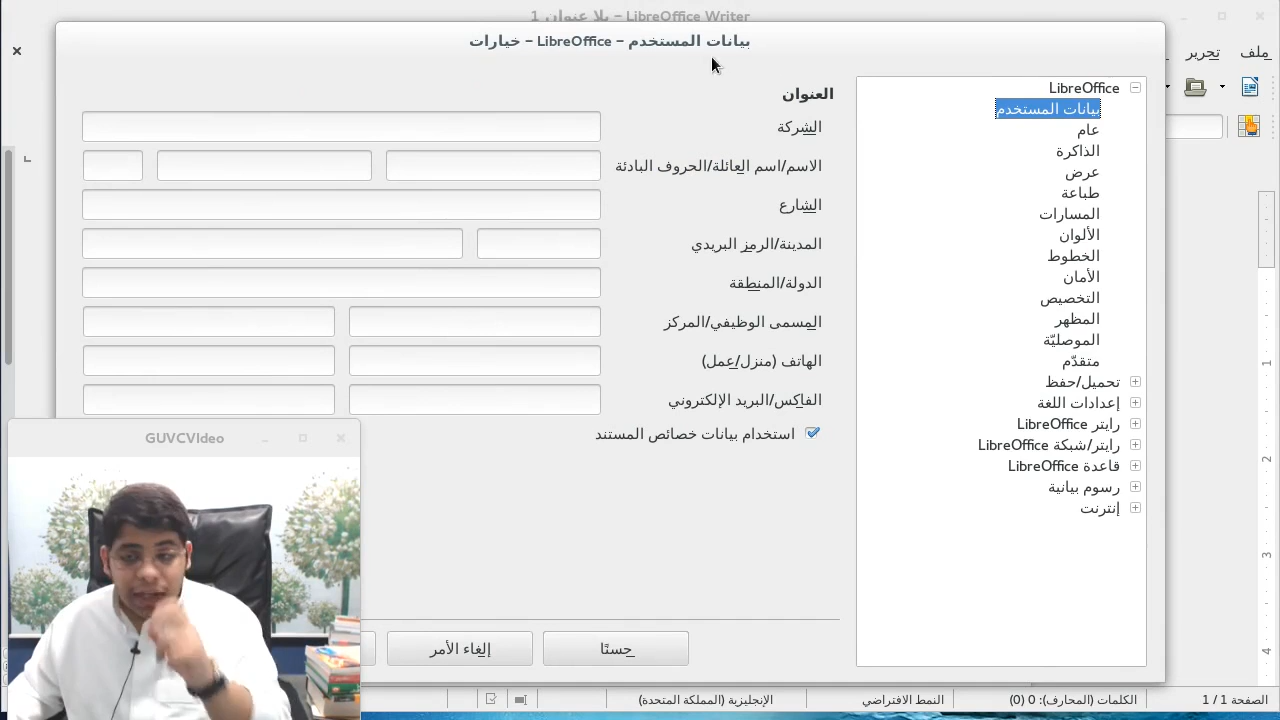 بلا عنوان 1 – LibreOffice Writer
خيارات – LibreOffice – بيانات المستخدم
ملف
تحرير
LibreOffice
بيانات المستخدم
عام
الذاكرة
عرض
طباعة
المسارات
الألوان
الخطوط
الأمان
التخصيص
المظهر
الموصليّة
متقدّم
تحميل/حفظ
إعدادات اللغة
رايتر LibreOffice
رايتر/شبكة LibreOffice
قاعدة LibreOffice
رسوم بيانية
إنترنت
العنوان
الشركة
الاسم/اسم العائلة/الحروف البادئة
الشارع
المدينة/الرمز البريدي
الدولة/المنطقة
المسمى الوظيفي/المركز
الهاتف (منزل/عمل)
الفاكس/البريد الإلكتروني
استخدام بيانات خصائص المستند
حسنًا
إلغاء الأمر
GUVCVIdeo
1
2
3
4
الصفحة 1 / 1
الكلمات (المحارف): 0 (0)
النمط الافتراضي
الإنجليزية (المملكة المتحدة)